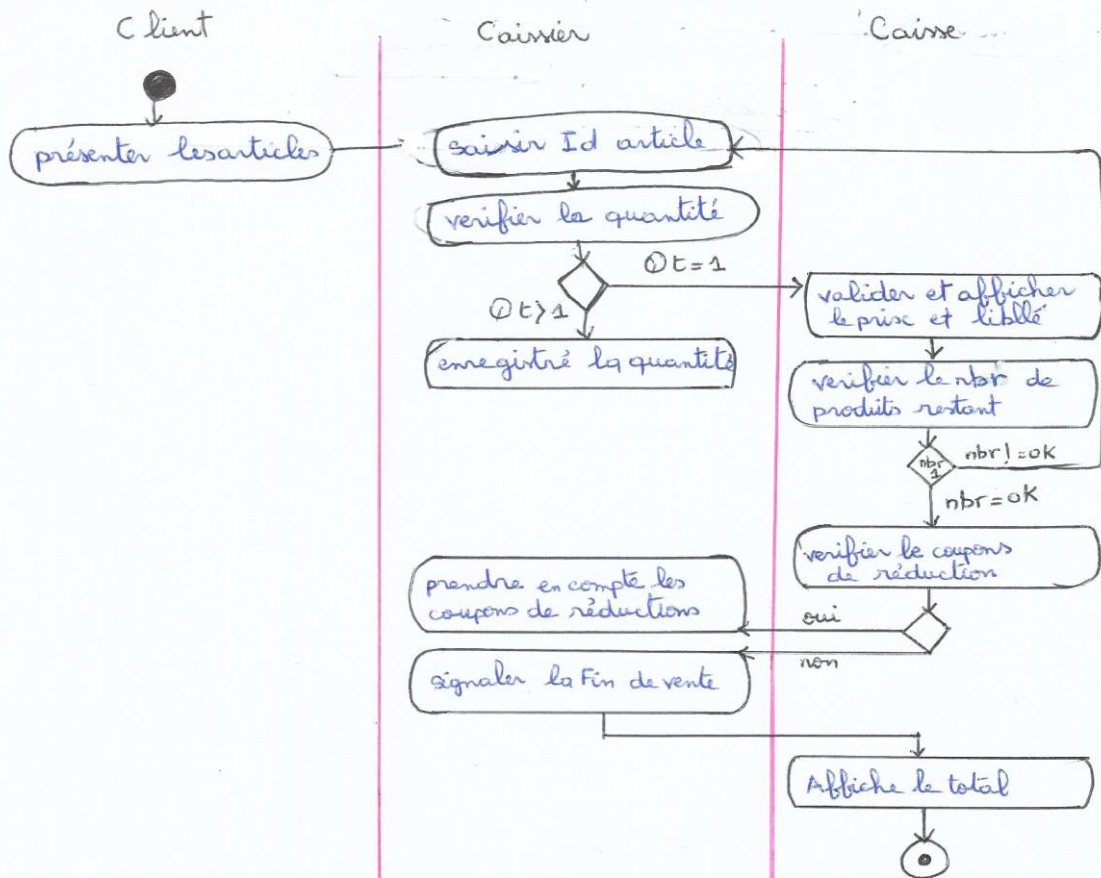 Client
Caissier
Caisse
présenter les articles
saisir Id article
verifier la quantité
Qt=1
Qt>1
enregistré la quantité
valider et afficher
le prix et libllé
verifier le nbr de
produits restant
nbr
1
nbr!=ok
nbr=ok
verifier le coupons
de réduction
oui
non
prendre en compte les
coupons de réductions
signaler la Fin de vente
Affiche le total